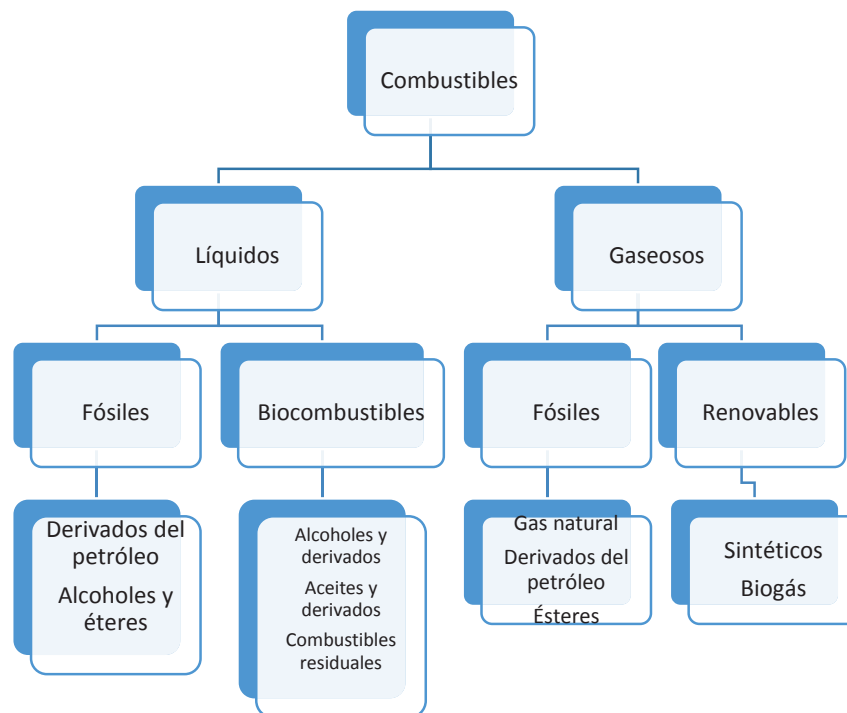 Combustibles
Líquidos
Gaseosos
Fósiles
Biocombustibles
Fósiles
Renovables
Derivados del
petróleo
Alcoholes y
éteres
Alcoholes y
derivados
Aceites y
derivados
Combustibles
residuales
Gas natural
Derivados del
petróleo
Ésteres
Sintéticos
Biogás